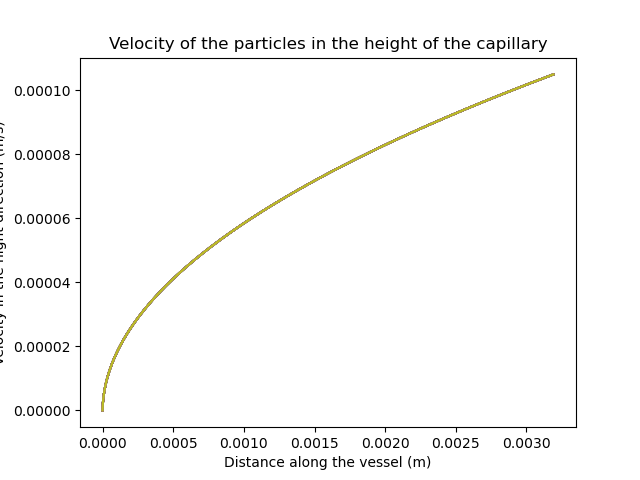 Velocity of the particles in the height of the capillary
0.00010
0.00008
0.00006
0.00004
0.00002
0.00000
direction (m/s)
0.0000 0.0005 0.0010 0.0015 0.0020 0.0025 0.0030
Distance along the vessel (m)